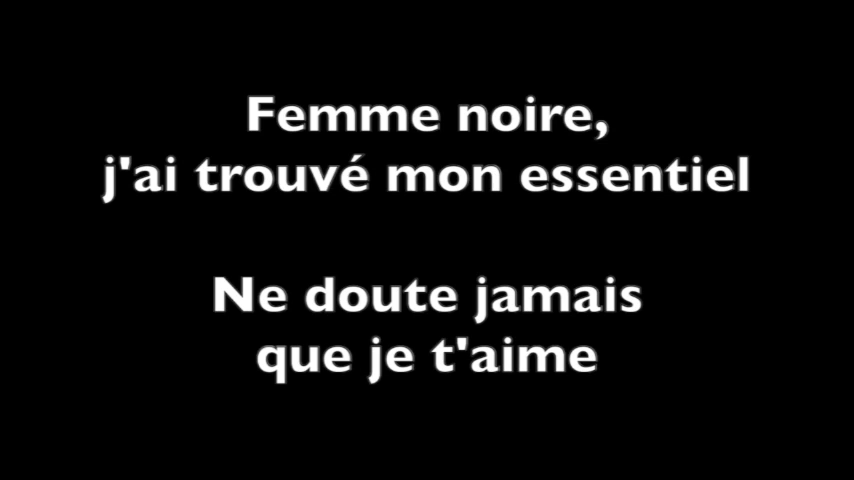 Femme noire,
j'ai trouvé mon essentiel
Ne doute jamais
que je t'aime